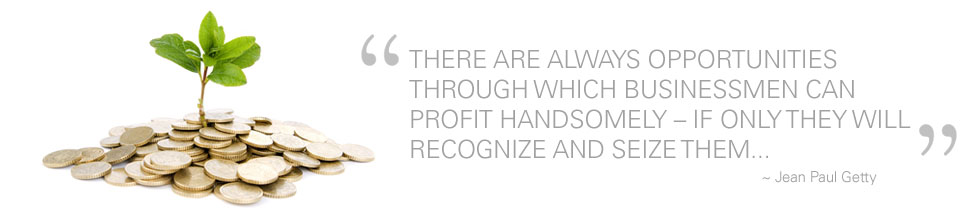 “ THERE ARE ALWAYS OPPORTUNITIES
THROUGH WHICH BUSINESSMEN CAN
PROFIT HANDSOMELY – IF ONLY THEY WILL
RECOGNIZE AND SEIZE THEM... ”
~ Jean Paul Getty